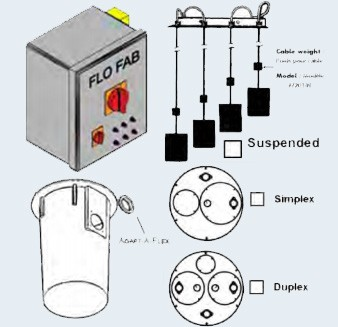 FLO FAB
Cable weight
Model
Suspended
Simplex
ADAPT A FLEX
Duplex